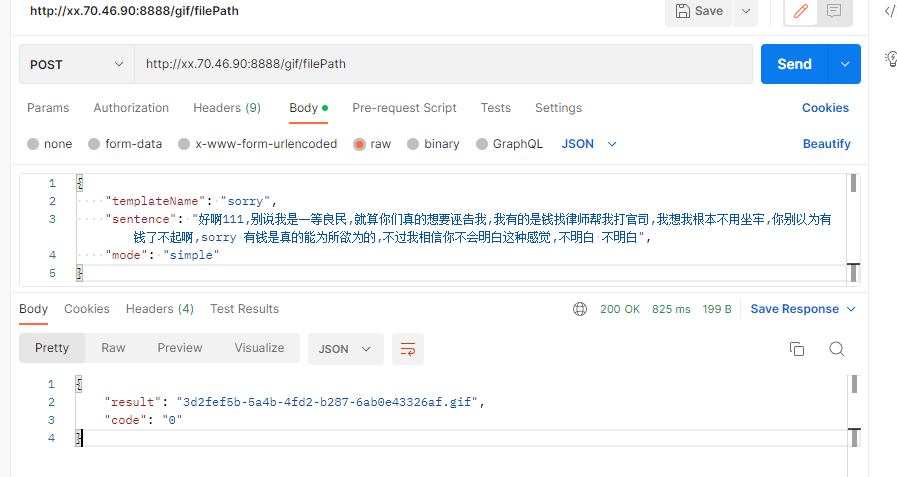 http://xx.70.46.90:8888/gif/filePath
Save
POST
http://xx.70.46.90:8888/gif/filePath
Send
Params Authorization Headers (9) Body Pre-request Script Tests Settings Cookies
none form-data x-www-form-urlencoded raw binary GraphQL JSON Beautify
1 {
2 "templateName": "sorry",
3 "sentence": "好啊111,别说我是一等良民,就算你们真的想要诬告我,我有的是钱找律师帮我打官司,我想我根本不用坐牢,你别以为有
钱了不起啊,sorry 有钱是真的能为所欲为的,不过我相信你不会明白这种感觉,不明白 不明白",
4 "mode": "simple"
5 }
Body Cookies Headers (4) Test Results 200 OK 825 ms 199 B Save Response
Pretty Raw Preview Visualize JSON
1 {
2 "result": "3d2fef5b-5a4b-4fd2-b287-6ab0e43326af.gif",
3 "code": "0"
4 }